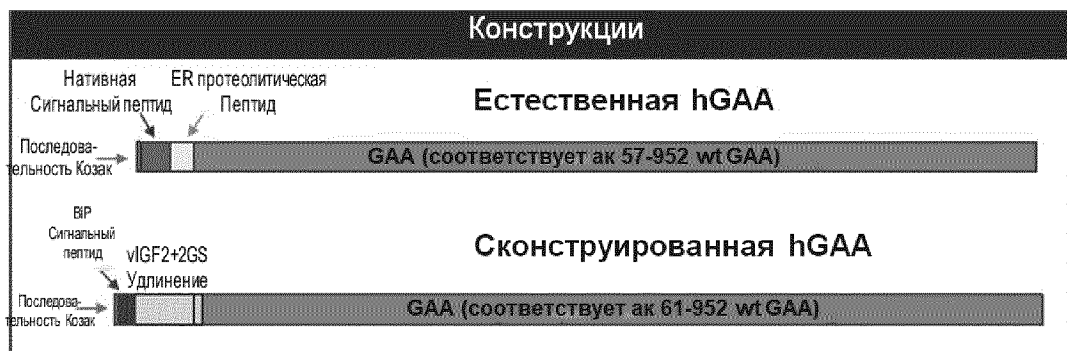 Конструкции
Нативная
Сигнальный пептид
ER протеолитическая
Пептид
Естественная hGAA
Последова-
тельность Козак
GAA (соответствует ак 57-952 wt GAA)
BiP
Сигнальный
пептид
vIGF2+2GS
Удлинение
Сконструированная hGAA
Последова-
тельность Козак
GAA (соответствует ак 61-952 wt GAA)